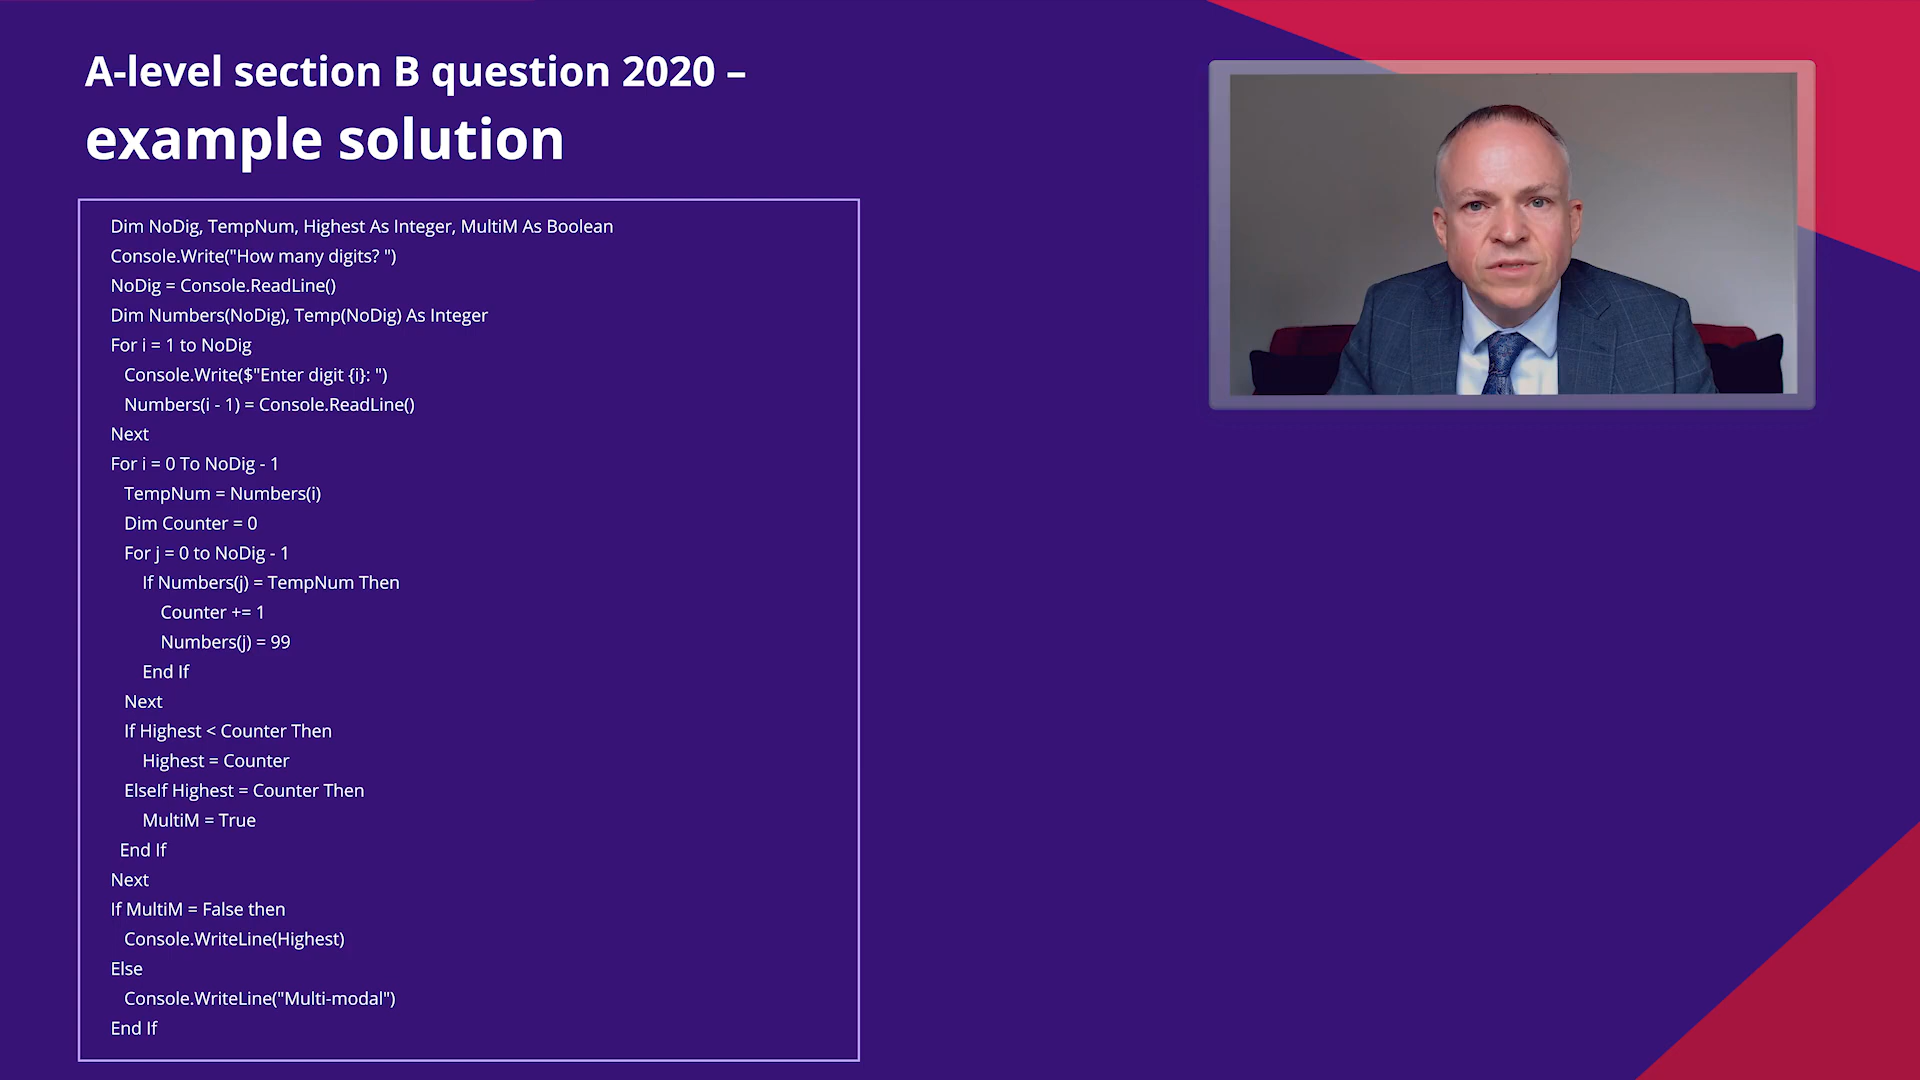 A-level section B question 2020 –
example solution
Dim NoDig, TempNum, Highest As Integer, MultiM As Boolean
Console.Write("How many digits? ")
NoDig = Console.ReadLine()
Dim Numbers(NoDig), Temp(NoDig) As Integer
For i = 1 to NoDig
Console.Write($"Enter digit {i}: ")
Numbers(i - 1) = Console.ReadLine()
Next
For i = 0 To NoDig - 1
TempNum = Numbers(i)
Dim Counter = 0
For j = 0 to NoDig - 1
If Numbers(j) = TempNum Then
Counter += 1
Numbers(j) = 99
End If
Next
If Highest < Counter Then
Highest = Counter
ElseIf Highest = Counter Then
MultiM = True
End If
Next
If MultiM = False then
Console.WriteLine(Highest)
Else
Console.WriteLine("Multi-modal")
End If